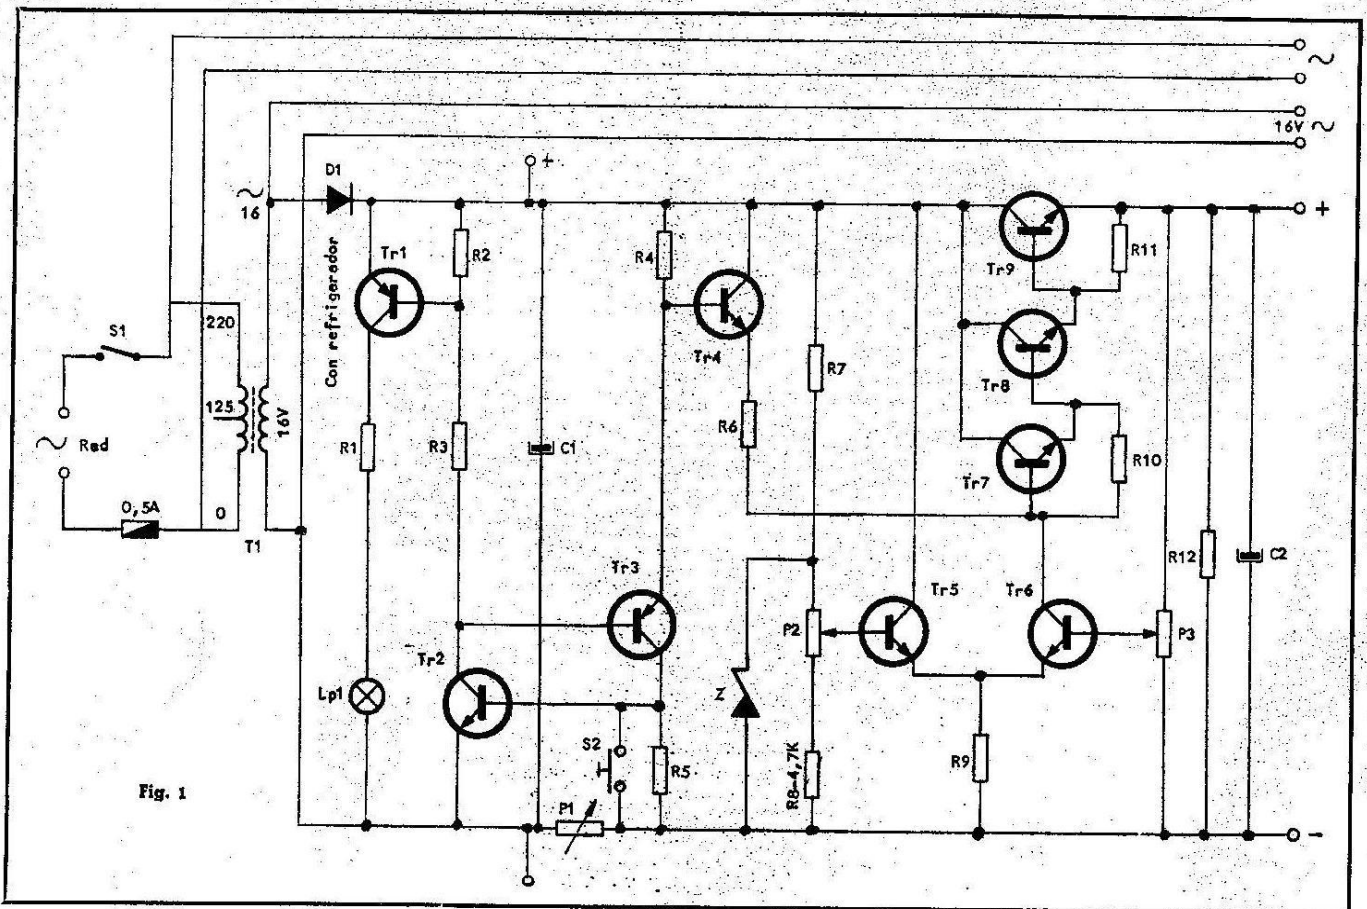 ∼
16V ∼
+
D1
∼
16
+
Con refrigerador
Tr1
R2
R4
Tr9
R11
S1
220
Tr4
Tr8
R7
125
16V
R6
∼ Red
R1
R3
C1
Tr7
R10
0,5A
0
T1
R12
C2
Tr3
Tr5
Tr6
P2
P3
Tr2
Lp1
Z
S2
R5
R8-4,7K
R9
Fig. 1
P1
-